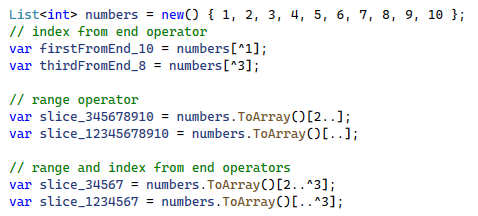 List<int> numbers = new() { 1, 2, 3, 4, 5, 6, 7, 8, 9, 10 };
// index from end operator
var firstFromEnd_10 = numbers[^1];
var thirdFromEnd_8 = numbers[^3];

// range operator
var slice_345678910 = numbers.ToArray()[2..];
var slice_12345678910 = numbers.ToArray()[..];

// range and index from end operators
var slice_34567 = numbers.ToArray()[2..^3];
var slice_1234567 = numbers.ToArray()[..^3];